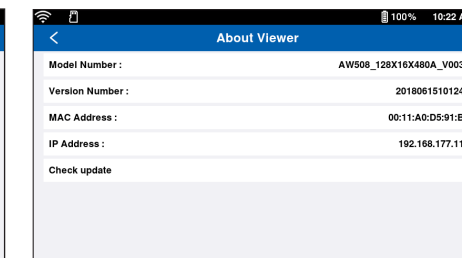 100% 10:22
About Viewer
Model Number : AW508_128X16X480A_V003
Version Number : 2018061510124
MAC Address : 00:11:A0:D5:91:
IP Address : 192.168.177.11
Check update